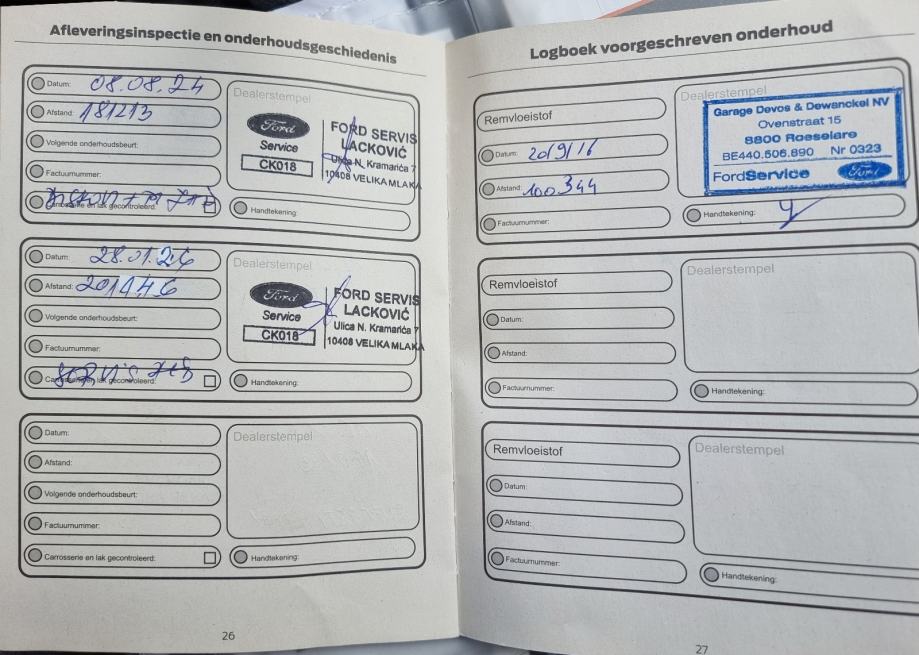 Afleveringsinspectie en onderhoudsgeschiedenis
Datum: 08.08.24
Afstand: 181213
Volgende onderhoudsbeurt:
Factuurnummer:
Carrosserie en lak gecontroleerd:
Dealerstempel
Ford
Service
CK018
FORD SERVIS
LACKOVIĆ
Ulica N. Kramarića 7
10408 VELIKA MLAKA
Handtekening:
Datum: 28.01.26
Afstand: 201446
Volgende onderhoudsbeurt:
Factuurnummer:
Carrosserie en lak gecontroleerd:
Dealerstempel
Ford
Service
CK018
FORD SERVIS
LACKOVIĆ
Ulica N. Kramarića 7
10408 VELIKA MLAKA
Handtekening:
Datum:
Afstand:
Volgende onderhoudsbeurt:
Factuurnummer:
Carrosserie en lak gecontroleerd:
Dealerstempel
Handtekening:
26
Logboek voorgeschreven onderhoud
Remvloeistof
Datum: 20/9/16
Afstand: 100344
Factuurnummer:
Dealerstempel
Garage Devos & Dewanckel NV
Ovenstraat 15
8800 Roeselare
BE440.506.890 Nr 0323
FordService Ford
Handtekening:
Remvloeistof
Datum:
Afstand:
Factuurnummer:
Dealerstempel
Handtekening:
Remvloeistof
Datum:
Afstand:
Factuurnummer:
Dealerstempel
Handtekening:
27